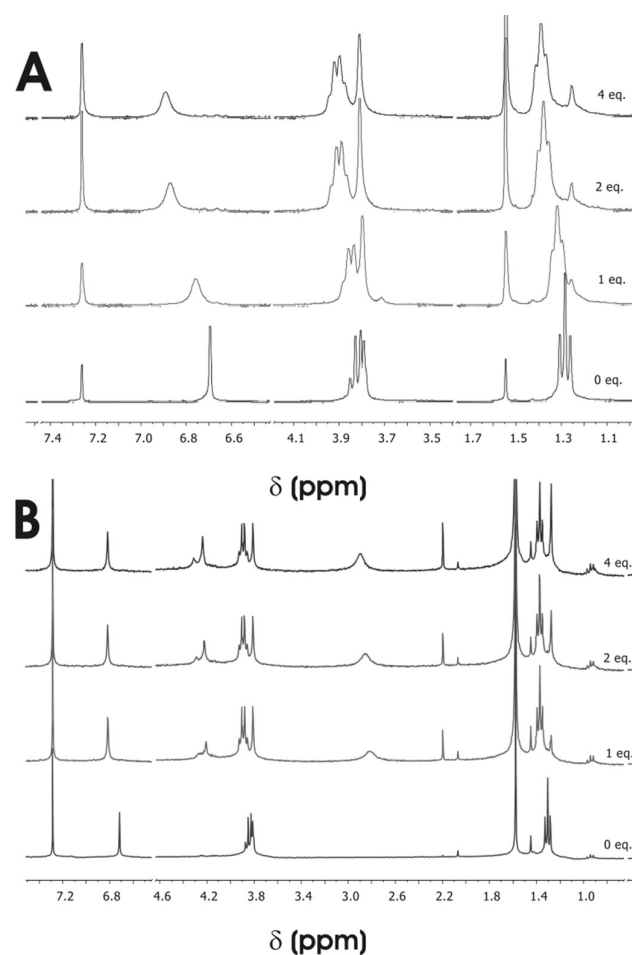 A
4 eq.
2 eq.
1 eq.
0 eq.
7.4 7.2 7.0 6.8 6.6 4.1 3.9 3.7 3.5 1.7 1.5 1.3 1.1
δ (ppm)
B
4 eq.
2 eq.
1 eq.
0 eq.
7.2 6.8 4.6 4.2 3.8 3.4 3.0 2.6 2.2 1.8 1.4 1.0
δ (ppm)